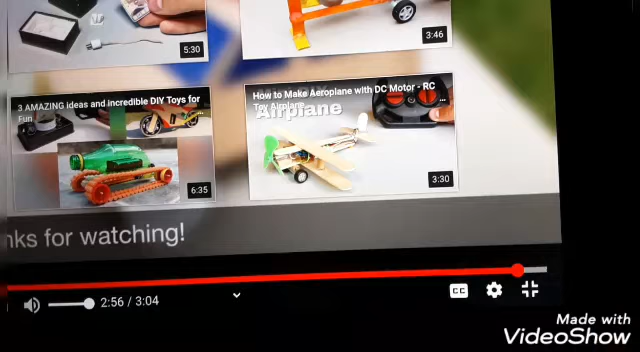 5:30
3:46
3 AMAZING ideas and incredible DIY Toys for
Fun
6:35
How to Make Aeroplane with DC Motor - RC
Toy Airplane
Airplane
3:30
nks for watching!
2:56 / 3:04
CC
Made with
VideoShow